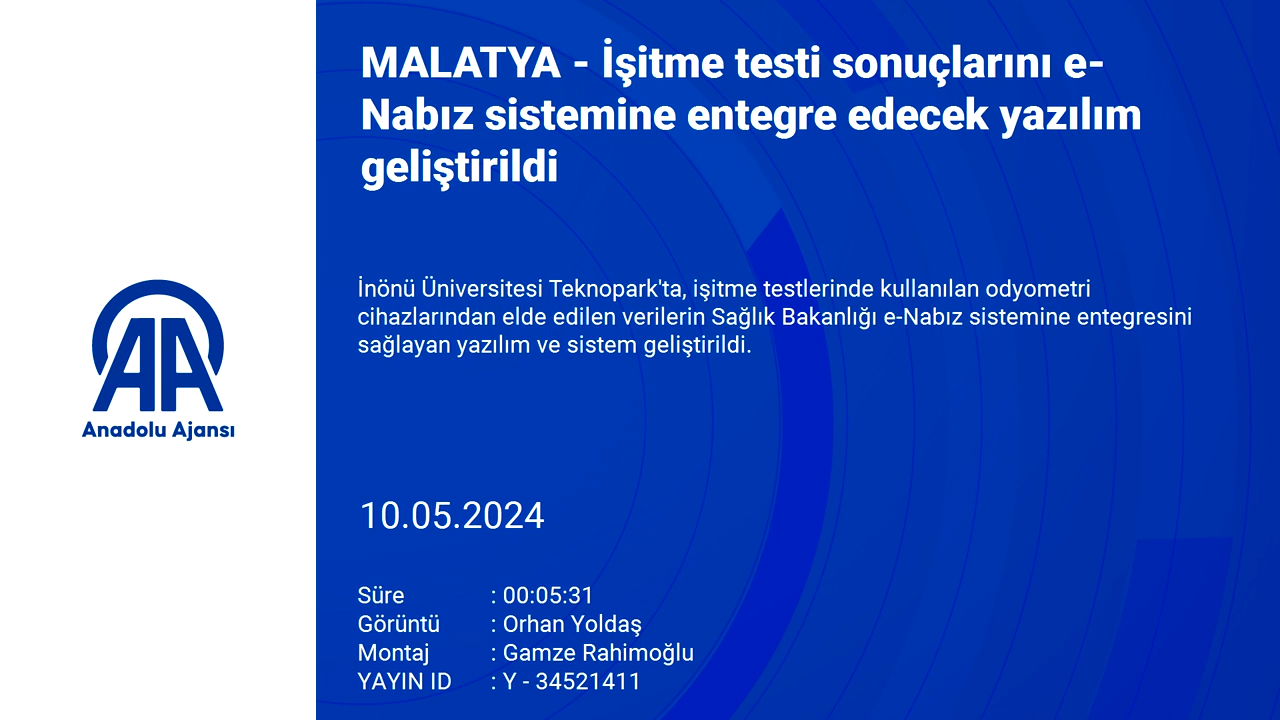 MALATYA - İşitme testi sonuçlarını e-
Nabız sistemine entegre edecek yazılım
geliştirildi
İnönü Üniversitesi Teknopark'ta, işitme testlerinde kullanılan odyometri
cihazlarından elde edilen verilerin Sağlık Bakanlığı e-Nabız sistemine entegresini
sağlayan yazılım ve sistem geliştirildi.
AA
Anadolu Ajansı
10.05.2024
Süre : 00:05:31
Görüntü : Orhan Yoldaş
Montaj : Gamze Rahimoğlu
YAYIN ID : Y - 34521411